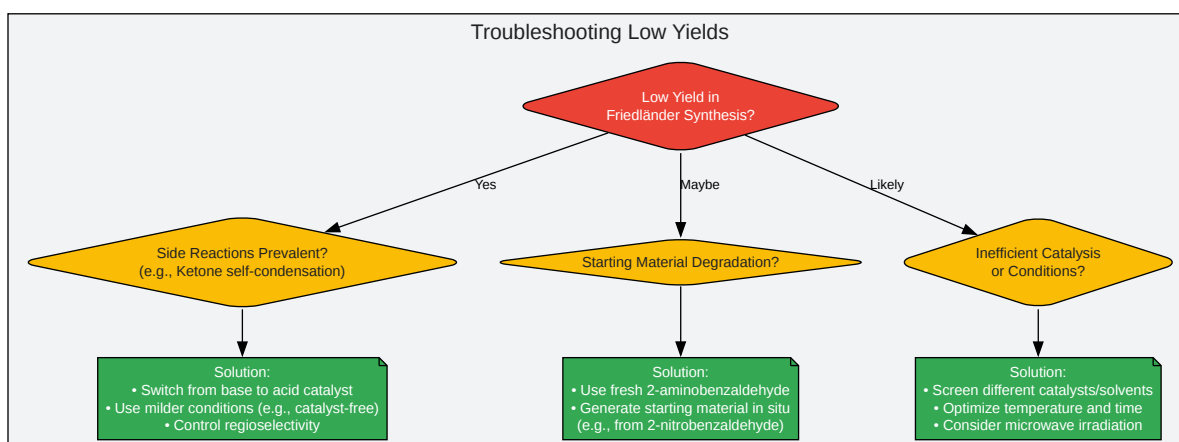 Troubleshooting Low Yields
Low Yield in
Friedländer Synthesis?
Yes
Maybe
Likely
Side Reactions Prevalent?
(e.g., Ketone self-condensation)
Starting Material Degradation?
Inefficient Catalysis
or Conditions?
Solution:
• Switch from base to acid catalyst
• Use milder conditions (e.g., catalyst-free)
• Control regioselectivity
Solution:
• Use fresh 2-aminobenzaldehyde
• Generate starting material in situ
(e.g., from 2-nitrobenzaldehyde)
Solution:
• Screen different catalysts/solvents
• Optimize temperature and time
• Consider microwave irradiation